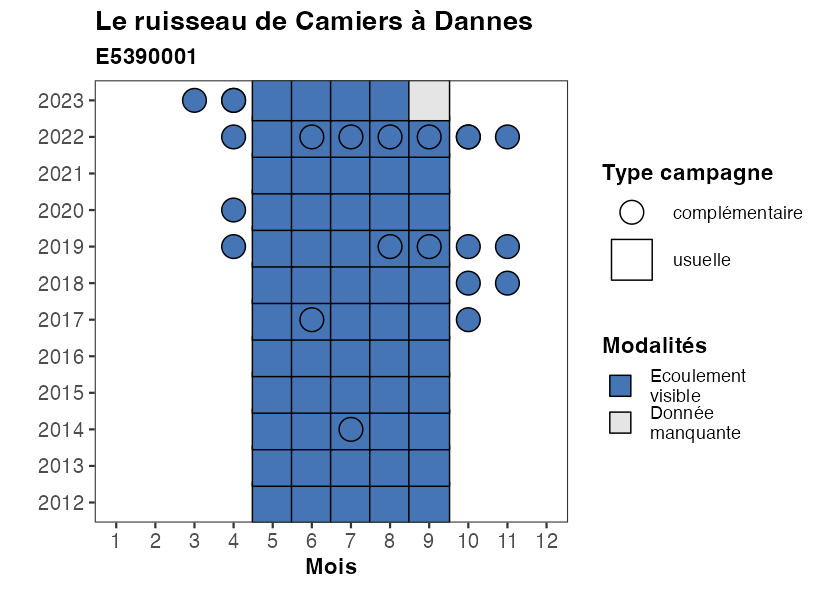 Le ruisseau de Camiers à Dannes
E5390001
2023
2022
2021
2020
2019
2018
2017
2016
2015
2014
2013
2012
1 2 3 4 5 6 7 8 9 10 11 12
Mois
Type campagne
complémentaire
usuelle
Modalités
Ecoulement
visible
Donnée
manquante